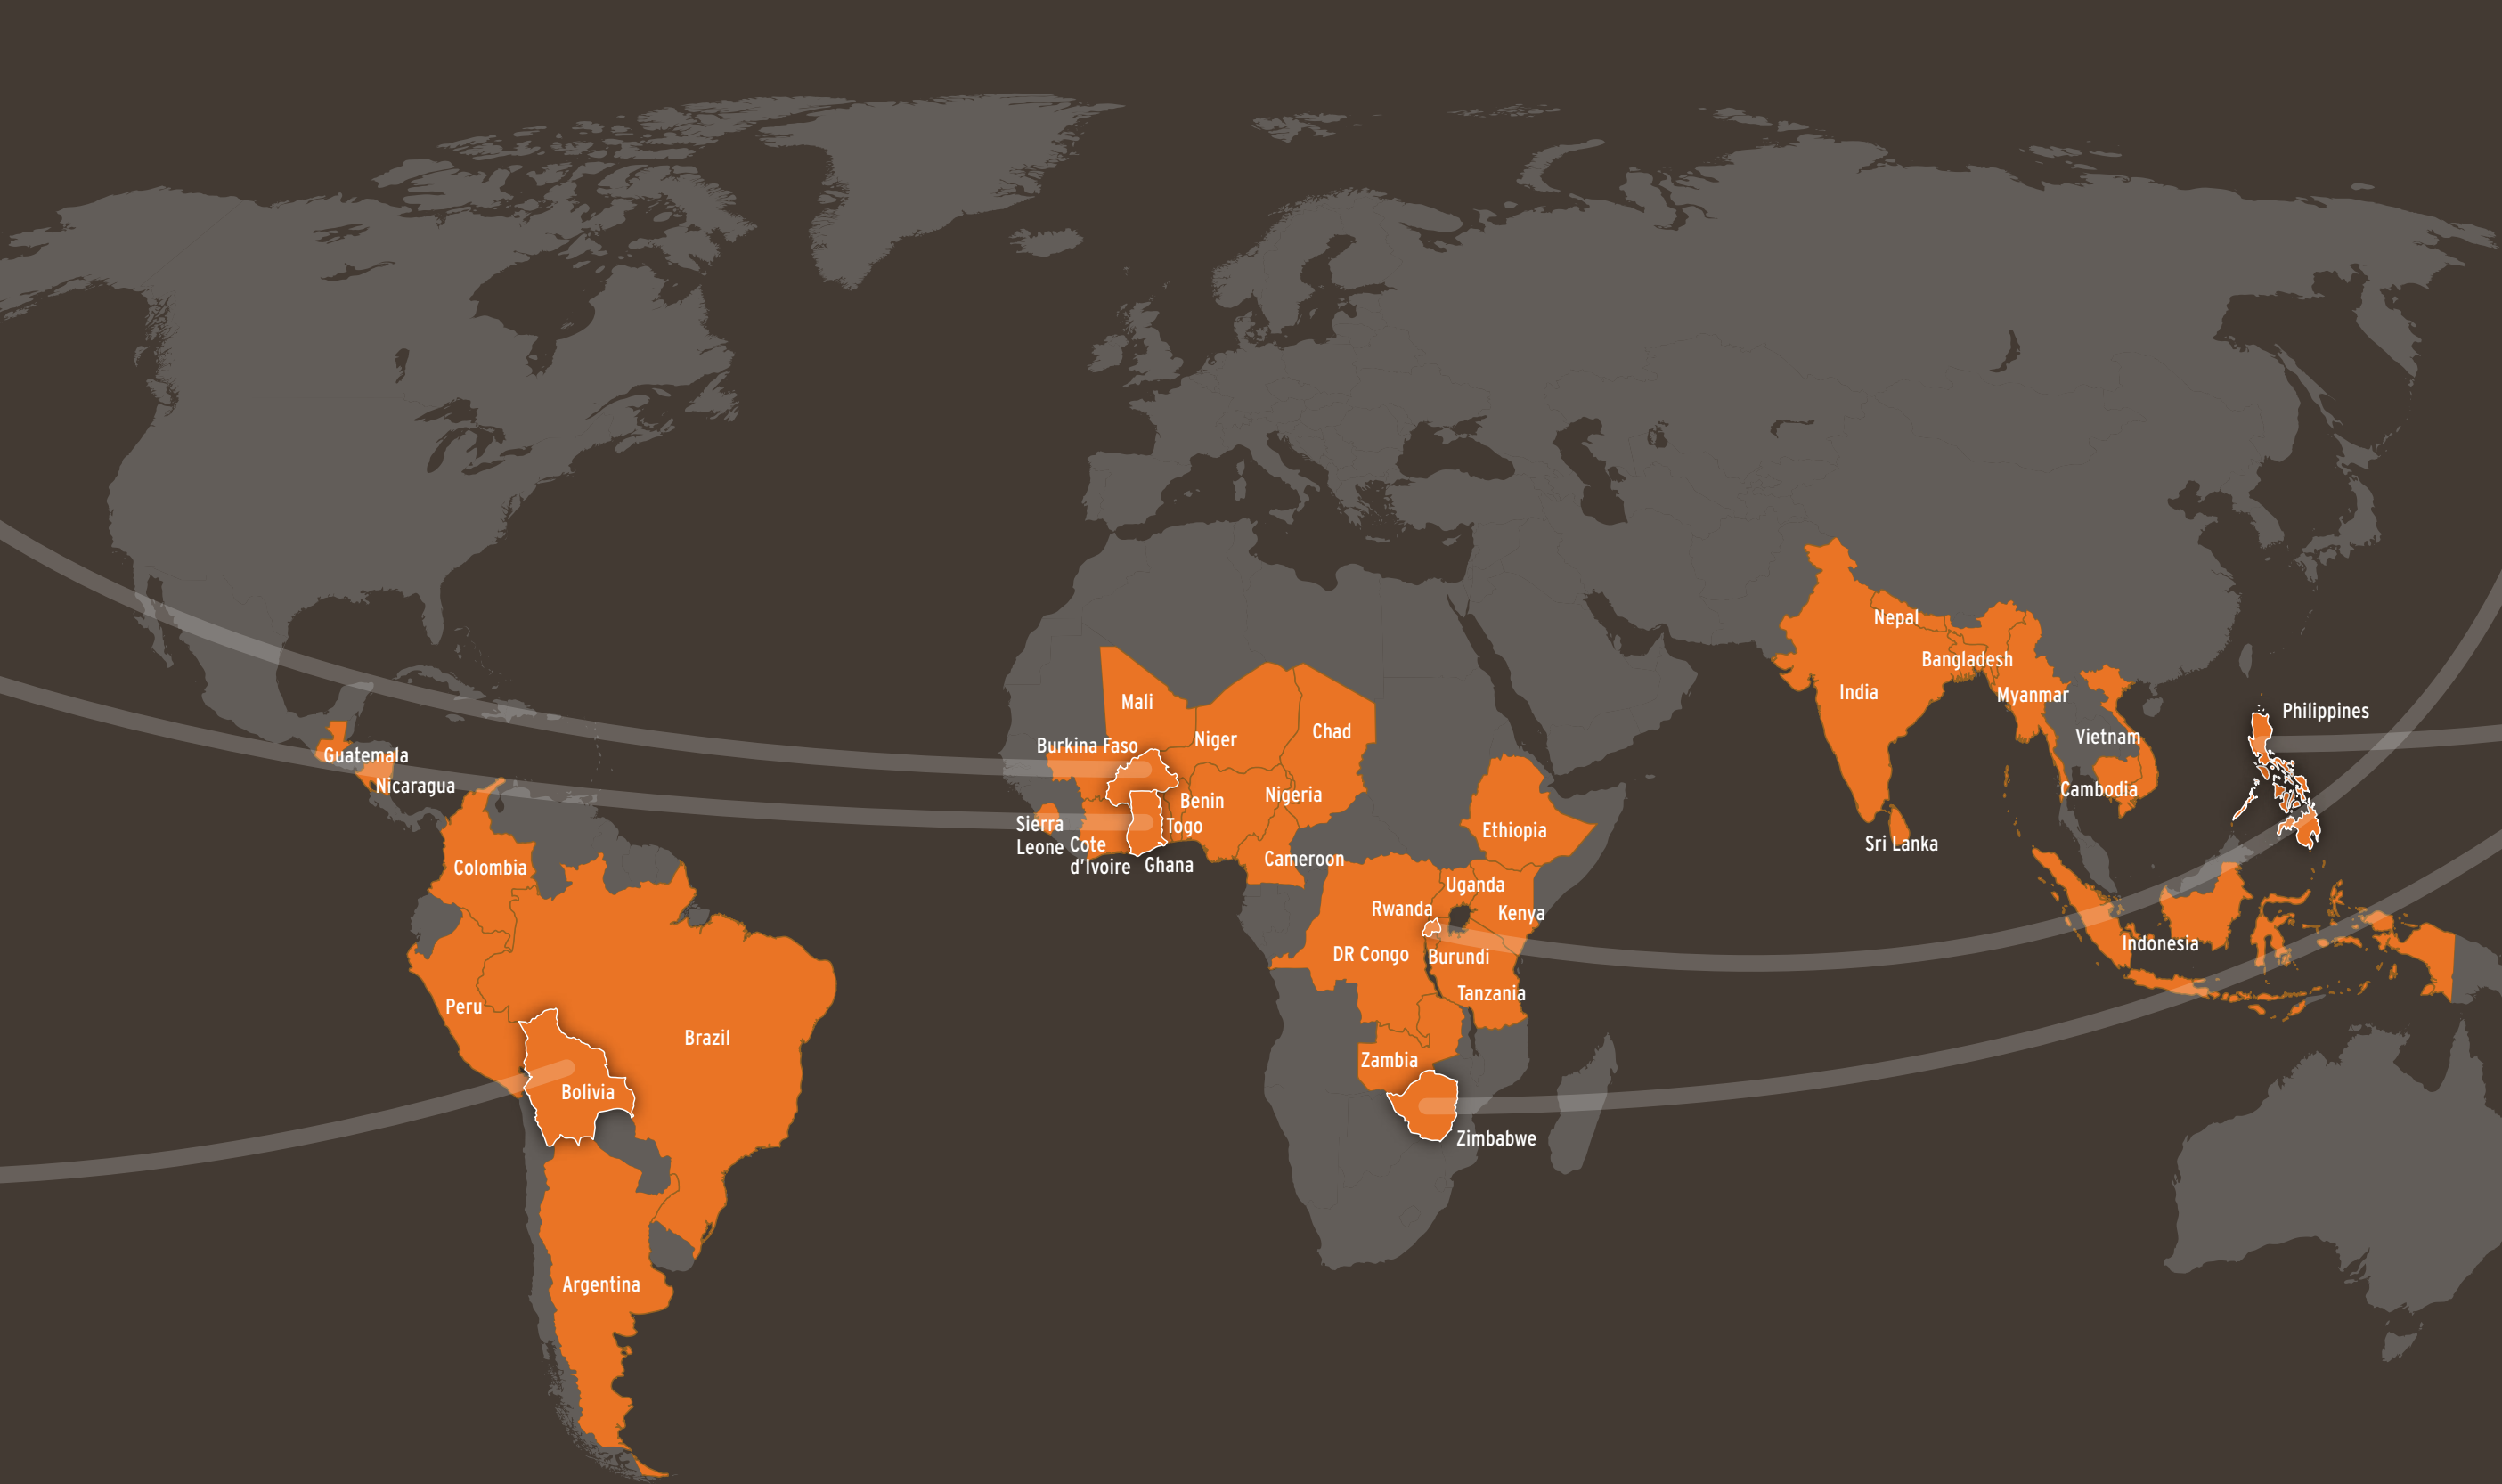 Guatemala
Nicaragua
Colombia
Peru
Brazil
Bolivia
Argentina
Mali
Burkina Faso
Niger
Chad
Benin
Nigeria
Togo
Sierra
Leone
Cote
d’Ivoire
Ghana
Cameroon
Ethiopia
Uganda
Rwanda
Kenya
DR Congo
Burundi
Tanzania
Zambia
Zimbabwe
Nepal
Bangladesh
India
Myanmar
Sri Lanka
Vietnam
Cambodia
Philippines
Indonesia